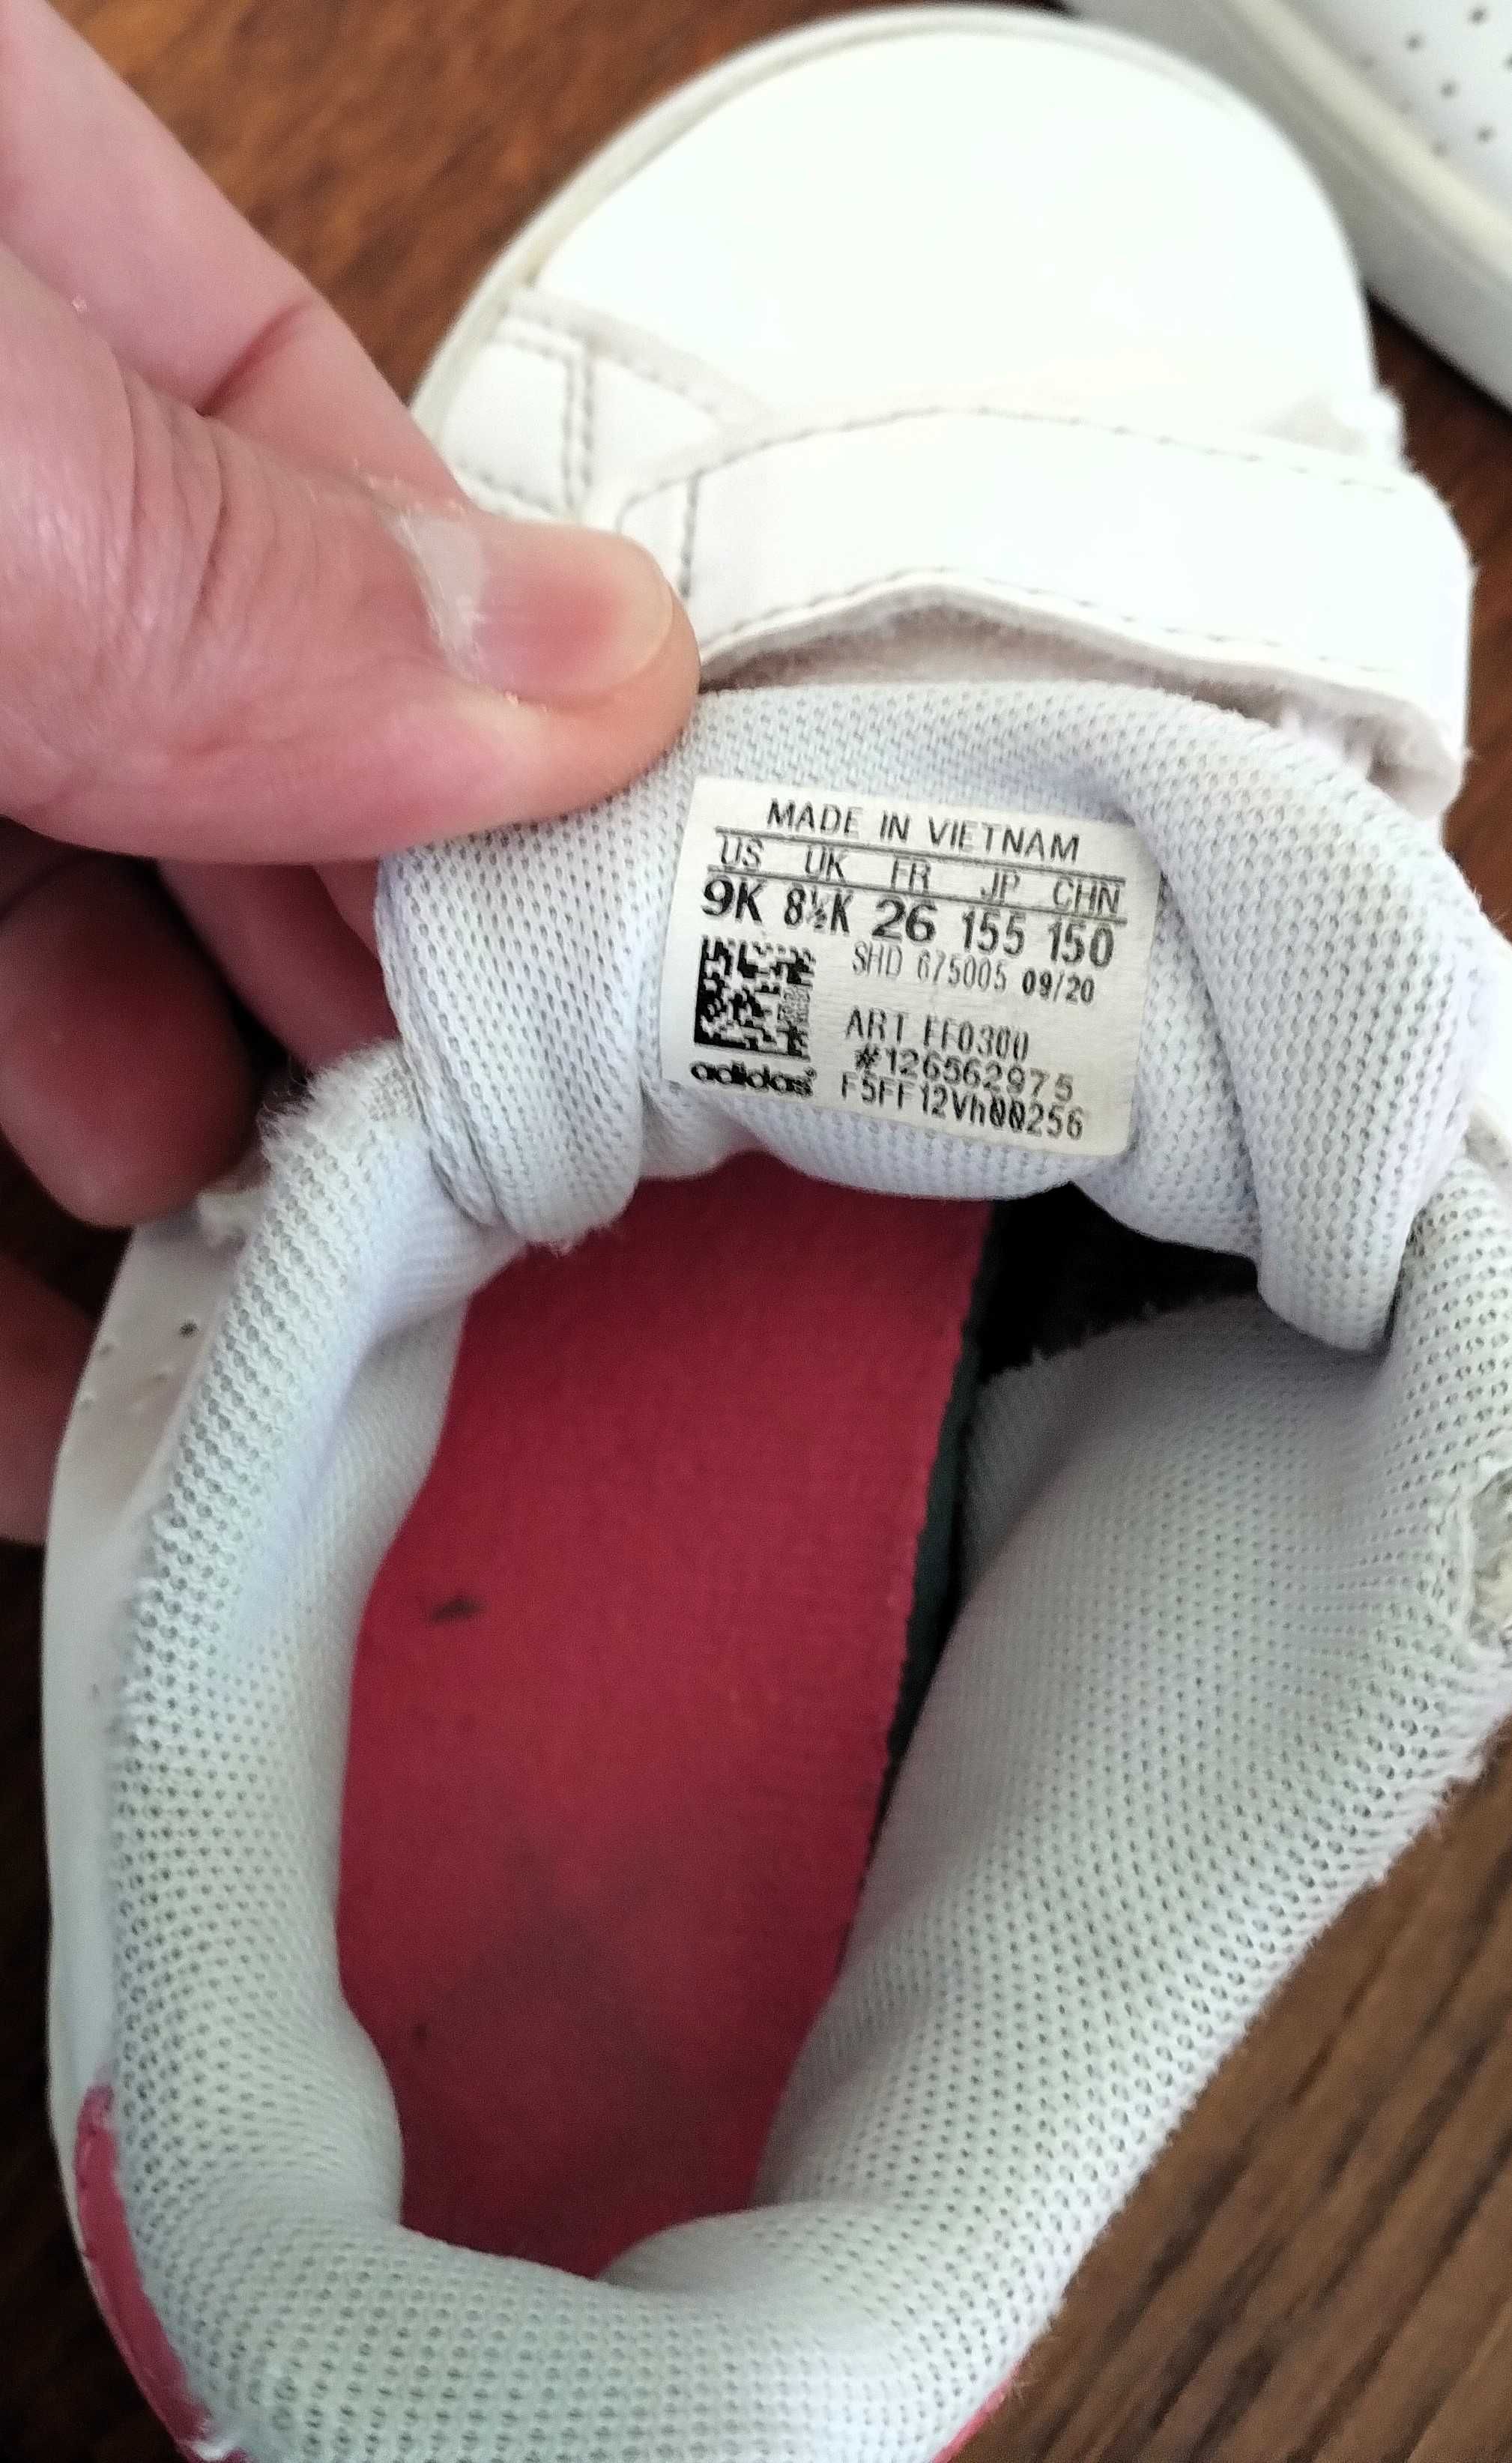 MADE IN VIETNAM
US UK FR JP CHN
9K 8½K 26 155 150
SHD 675005 09/20
ART FF0300
#126562975
adidas F5FF12Vh00256